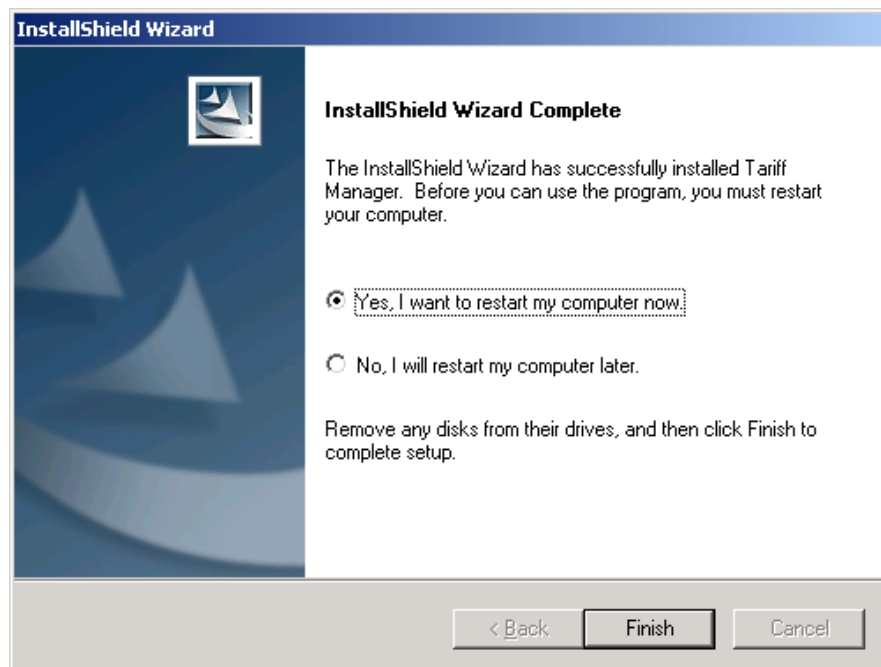 InstallShield Wizard
InstallShield Wizard Complete
The InstallShield Wizard has successfully installed Tariff
Manager. Before you can use the program, you must restart
your computer.
Yes, I want to restart my computer now.
No, I will restart my computer later.
Remove any disks from their drives, and then click Finish to
complete setup.
< Back
Finish
Cancel